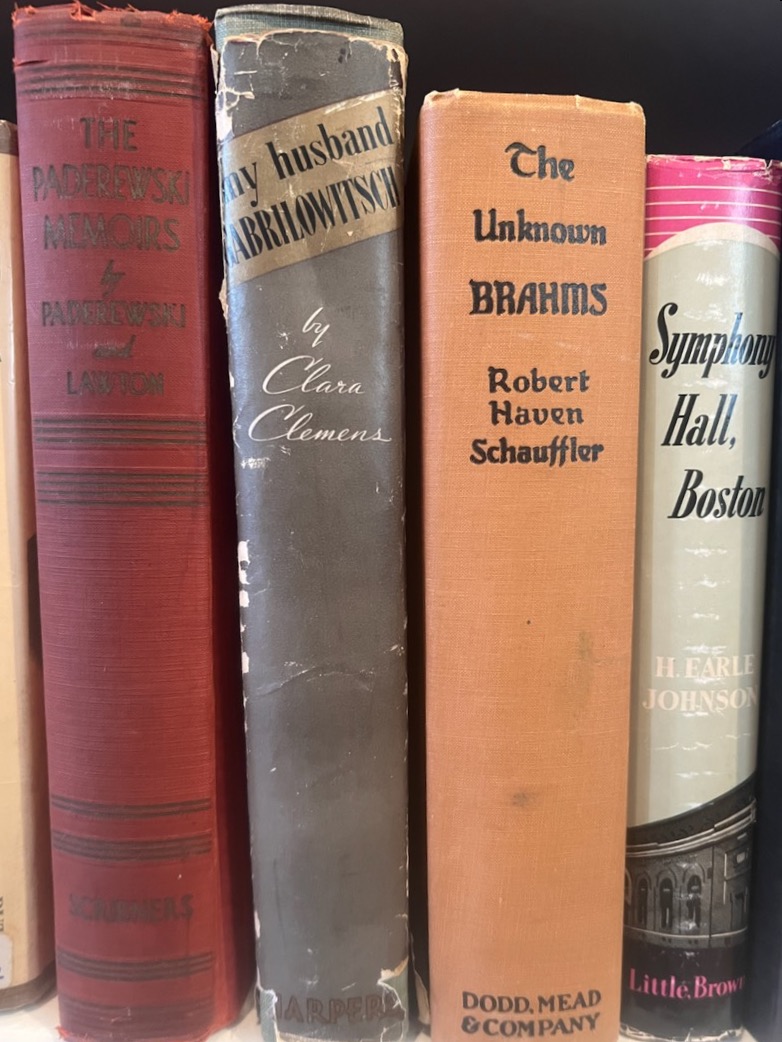 THE
PADEREWSKI
MEMOIRS
by
PADEREWSKI
and
LAWTON
SCRIBNERS
my husband
GABRILOWITSCH
by
Clara
Clemens
HARPERS
The
Unknown
BRAHMS
Robert
Haven
Schauffler
DODD, MEAD
& COMPANY
Symphony
Hall,
Boston
H. EARLE
JOHNSON
Little, Brown